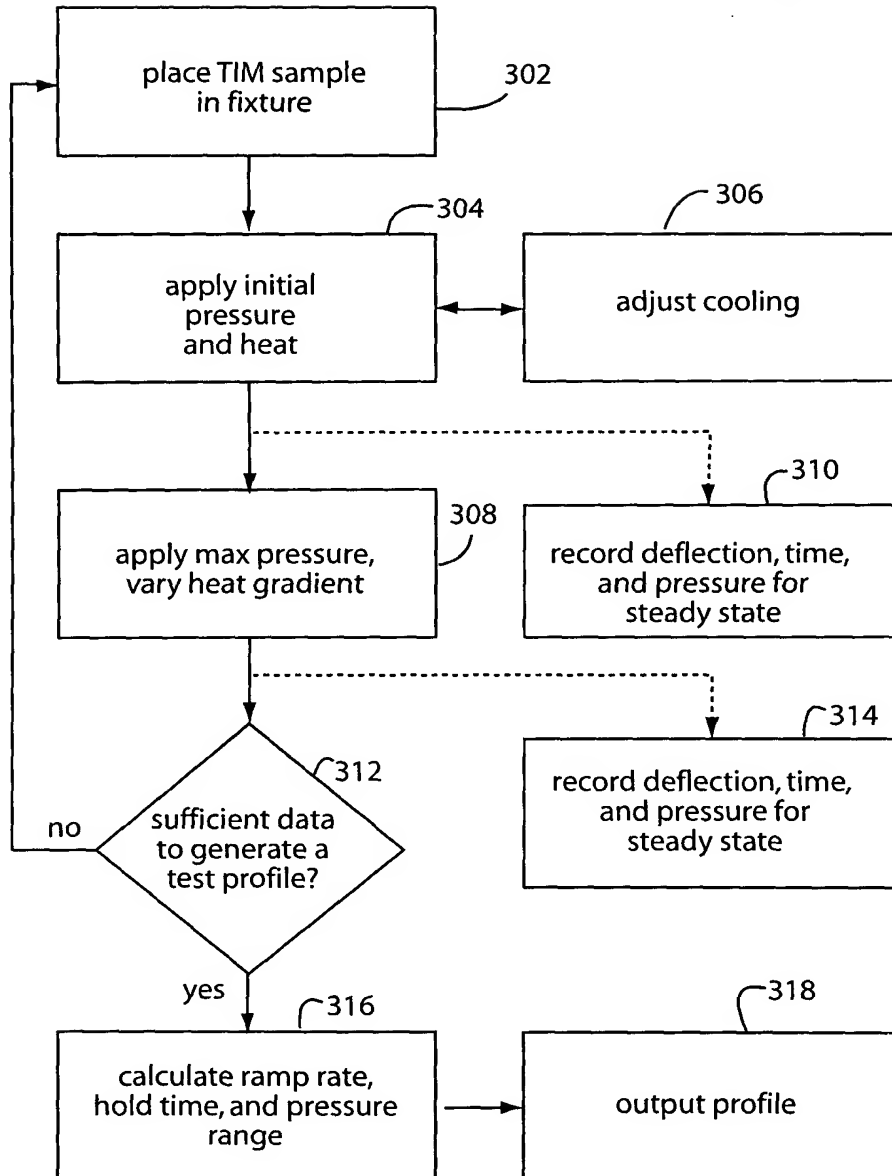 place TIM sample
in fixture
302
304
apply initial
pressure
and heat
306
adjust cooling
308
apply max pressure,
vary heat gradient
310
record deflection, time,
and pressure for
steady state
312
sufficient data
to generate a
test profile?
no
yes
314
record deflection, time,
and pressure for
steady state
316
calculate ramp rate,
hold time, and pressure
range
318
output profile